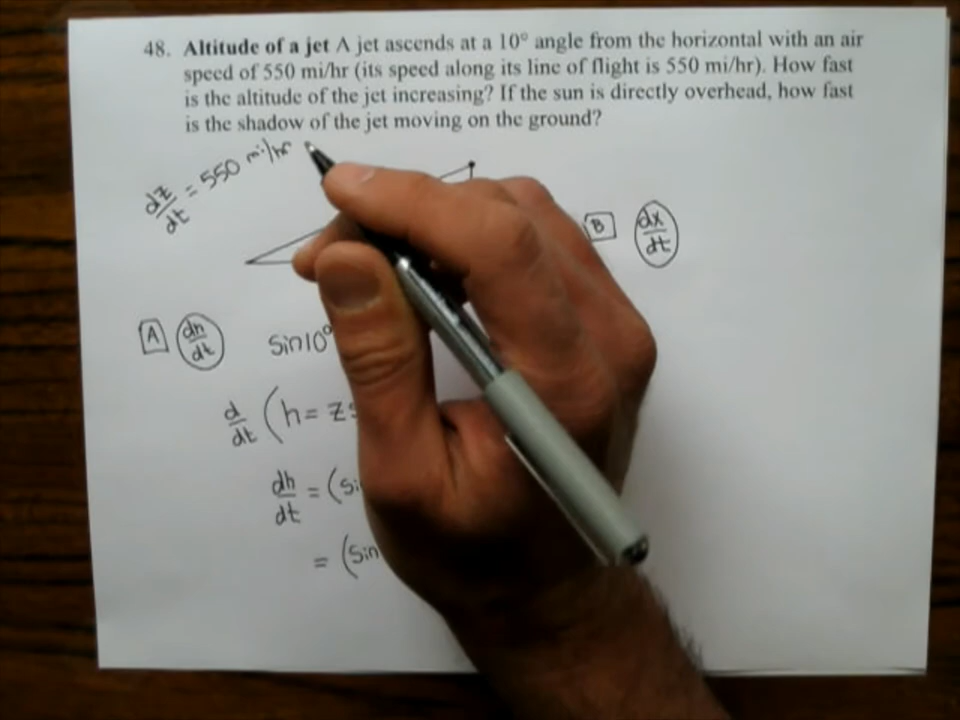 48. Altitude of a jet A jet ascends at a 10° angle from the horizontal with an air
speed of 550 mi/hr (its speed along its line of flight is 550 mi/hr). How fast
is the altitude of the jet increasing? If the sun is directly overhead, how fast
is the shadow of the jet moving on the ground?
dz/dt = 550 mi/hr
B dx/dt
A dh/dt sin10°
d/dt (h = z
dh/dt = (si
= (sin